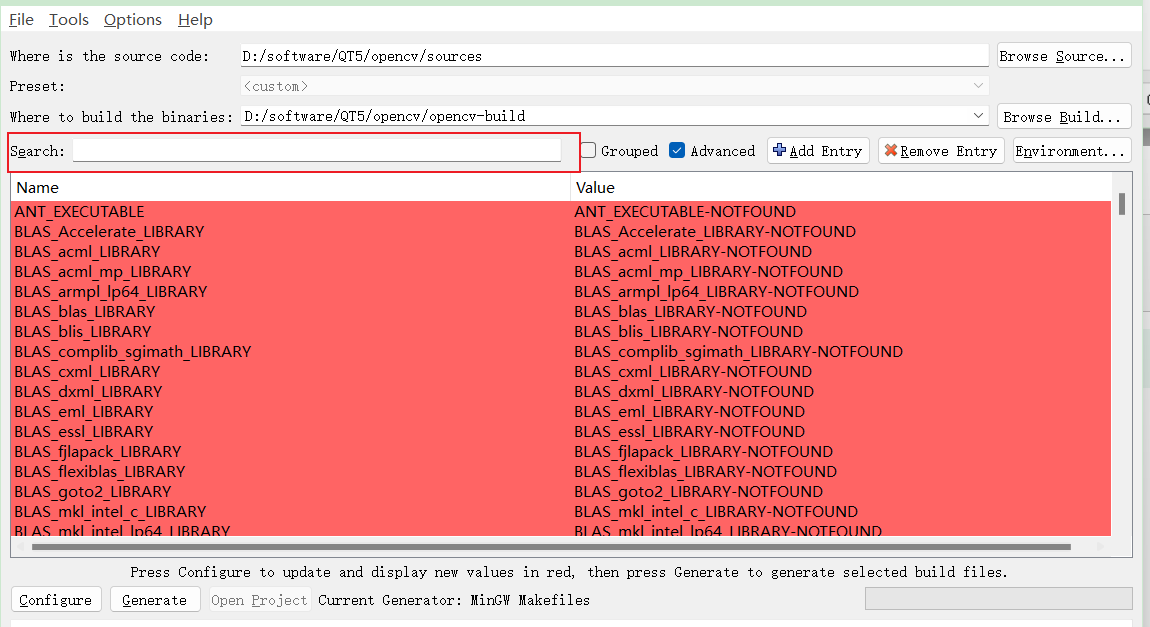 File Tools Options Help
Where is the source code: D:/software/QT5/opencv/sources Browse Source...
Preset: <custom>
Where to build the binaries: D:/software/QT5/opencv/opencv-build Browse Build...
Search: Grouped Advanced Add Entry Remove Entry Environment...
Name Value
ANT_EXECUTABLE ANT_EXECUTABLE-NOTFOUND
BLAS_Accelerate_LIBRARY BLAS_Accelerate_LIBRARY-NOTFOUND
BLAS_acml_LIBRARY BLAS_acml_LIBRARY-NOTFOUND
BLAS_acml_mp_LIBRARY BLAS_acml_mp_LIBRARY-NOTFOUND
BLAS_armpl_lp64_LIBRARY BLAS_armpl_lp64_LIBRARY-NOTFOUND
BLAS_blas_LIBRARY BLAS_blas_LIBRARY-NOTFOUND
BLAS_blis_LIBRARY BLAS_blis_LIBRARY-NOTFOUND
BLAS_complib_sgimath_LIBRARY BLAS_complib_sgimath_LIBRARY-NOTFOUND
BLAS_cxml_LIBRARY BLAS_cxml_LIBRARY-NOTFOUND
BLAS_dxml_LIBRARY BLAS_dxml_LIBRARY-NOTFOUND
BLAS_eml_LIBRARY BLAS_eml_LIBRARY-NOTFOUND
BLAS_essl_LIBRARY BLAS_essl_LIBRARY-NOTFOUND
BLAS_fjlapack_LIBRARY BLAS_fjlapack_LIBRARY-NOTFOUND
BLAS_flexiblas_LIBRARY BLAS_flexiblas_LIBRARY-NOTFOUND
BLAS_goto2_LIBRARY BLAS_goto2_LIBRARY-NOTFOUND
BLAS_mkl_intel_c_LIBRARY BLAS_mkl_intel_c_LIBRARY-NOTFOUND
BLAS_mkl_intel_lp64_LIBRARY BLAS_mkl_intel_lp64_LIBRARY-NOTFOUND
Press Configure to update and display new values in red, then press Generate to generate selected build files.
Configure Generate Open Project Current Generator: MinGW Makefiles